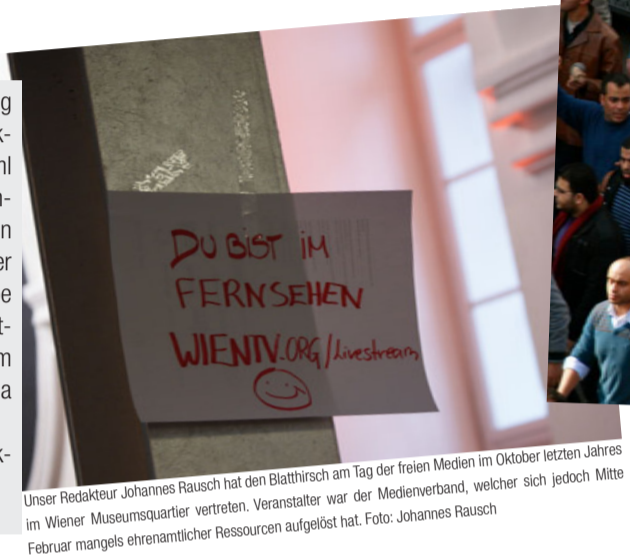 DU BIST IM
FERNSEHEN
WIENTV.ORG/Livestream
Unser Redakteur Johannes Rausch hat den Blatthirsch am Tag der freien Medien im Oktober letzten Jahres
im Wiener Museumsquartier vertreten. Veranstalter war der Medienverband, welcher sich jedoch Mitte
Februar mangels ehrenamtlicher Ressourcen aufgelöst hat. Foto: Johannes Rausch